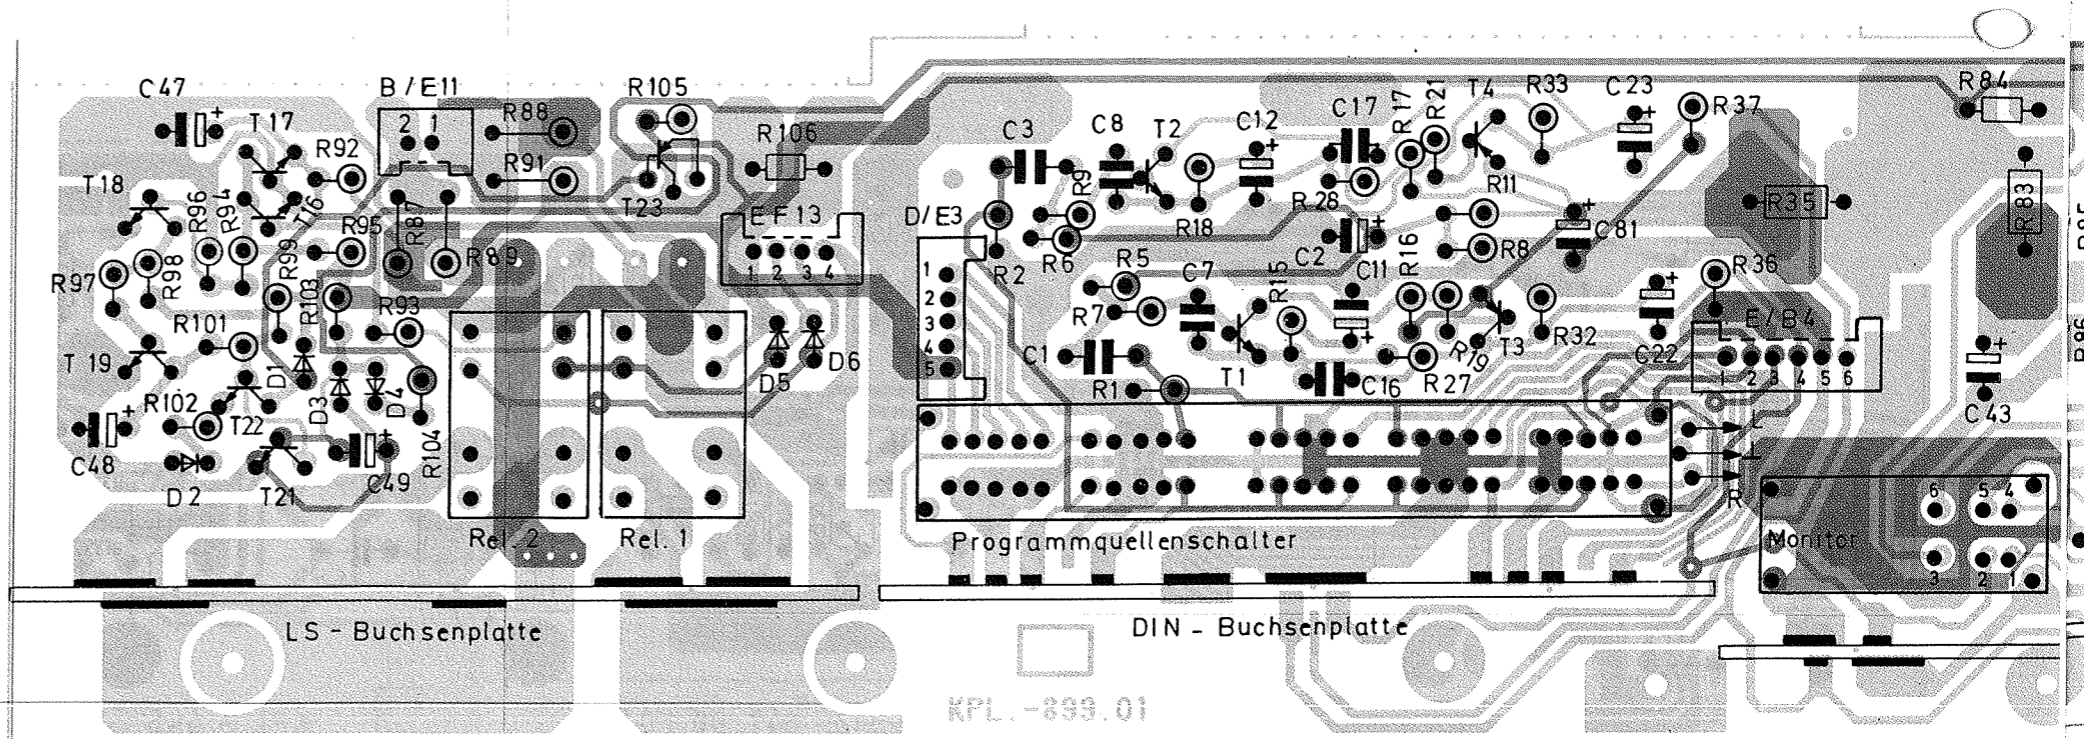 C47
B/E11
R105
C17
R17
R21
T4
R33
C23
R84
T17
2 1
R88
R106
C3
C8
T2
C12
R37
R92
R91
R9
R11
T18
R96
R94
T16
R87
T23
EF13
D/E3
R18
R28
R35
R83
R85
R95
R99
R89
1 2 3 4
R6
R2
R5
C7
R15
C2
C11
R16
R8
C81
R97
R98
R103
R93
1
2
3
4
5
R7
R36
R101
E/B4
T19
D1
D3
D4
D5
D6
C1
T1
R19
T3
R32
C22
R86
R1
C16
R27
1 2 3 4 5 6
R102
T22
C43
C48
R104
L
⊥
R
D2
T21
C49
6 5 4
Rel. 2
Rel. 1
Programmquellenschalter
Monitor
3 2 1
LS - Buchsenplatte
DIN - Buchsenplatte
KPL.-899.01